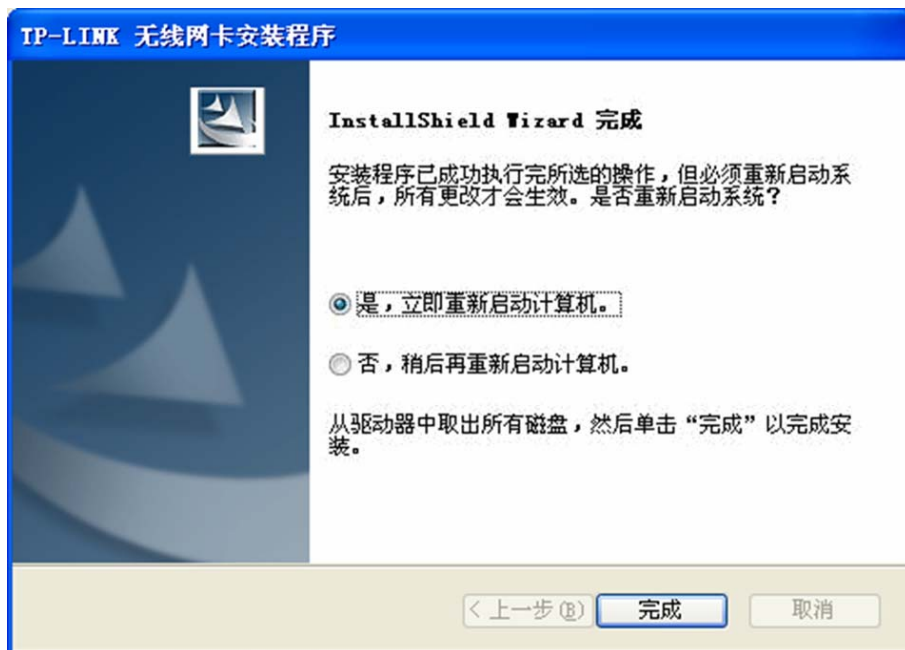 TP-LINK 无线网卡安装程序
InstallShield Wizard 完成
安装程序已成功执行完所选的操作，但必须重新启动系
统后，所有更改才会生效。是否重新启动系统？
是，立即重新启动计算机。
否，稍后再重新启动计算机。
从驱动器中取出所有磁盘，然后单击“完成”以完成安
装。
< 上一步(B)
完成
取消